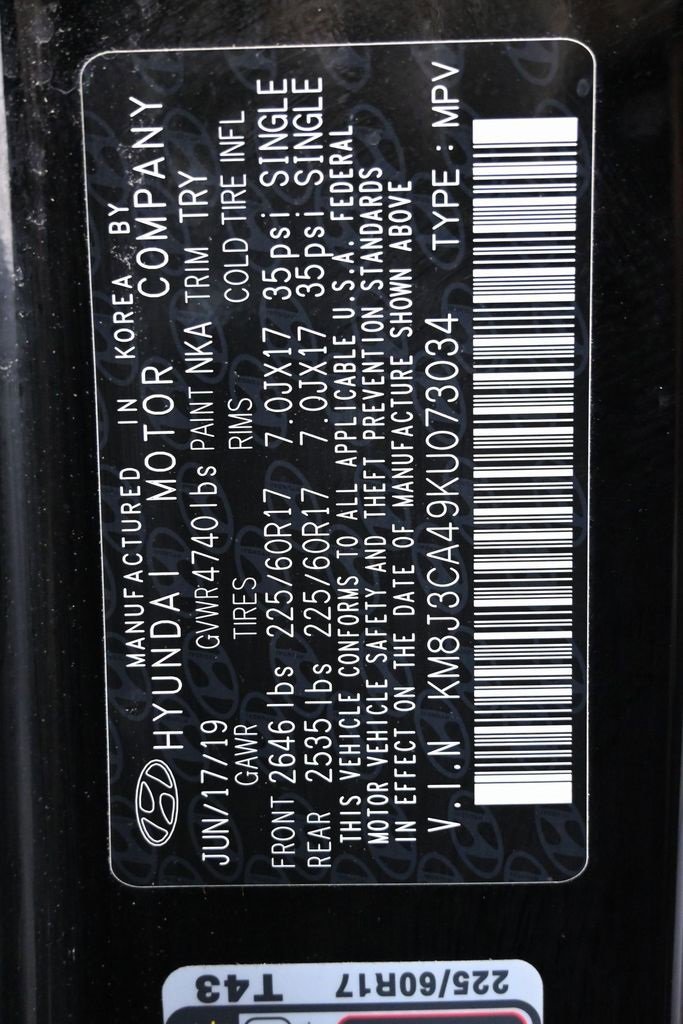 MANUFACTURED IN KOREA BY
HYUNDAI MOTOR COMPANY
JUN/17/19 GVWR 4740lbs PAINT NKA TRIM TRY
GAWR TIRES RIMS COLD TIRE INFL
FRONT 2646 lbs 225/60R17 7.0JX17 35psi SINGLE
REAR 2535 lbs 225/60R17 7.0JX17 35psi SINGLE
THIS VEHICLE CONFORMS TO ALL APPLICABLE U.S.A. FEDERAL
MOTOR VEHICLE SAFETY AND THEFT PREVENTION STANDARDS
IN EFFECT ON THE DATE OF MANUFACTURE SHOWN ABOVE
V.I.N KM8J3CA49KU073034 TYPE : MPV
225/60R17 T43